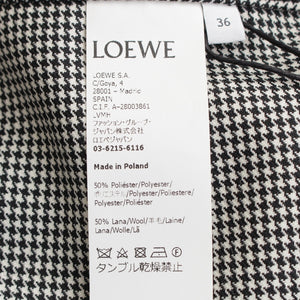 36
LOEWE
LOEWE S.A.
C/Goya, 4
28001 – Madrid
SPAIN
C.I.F. A-28003861
LVMH
ファッション・グループ・
ジャパン株式会社
ロエベジャパン
03-6215-6116
Made in Poland
50% Poliéster/Polyester/
ポリエステル/Polyester/Poliestere/
Polyester/Poliéster
50% Lana/Wool/羊毛/Laine/
Lana/Wolle/Lã
タンブル乾燥禁止